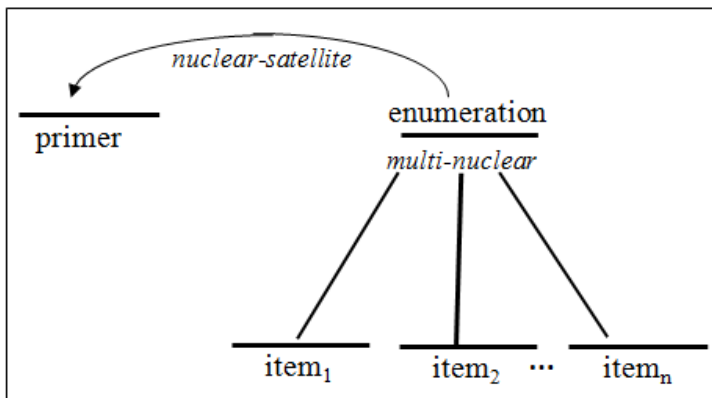 nuclear-satellite
primer
enumeration
multi-nuclear
item₁
item₂ ... itemₙ